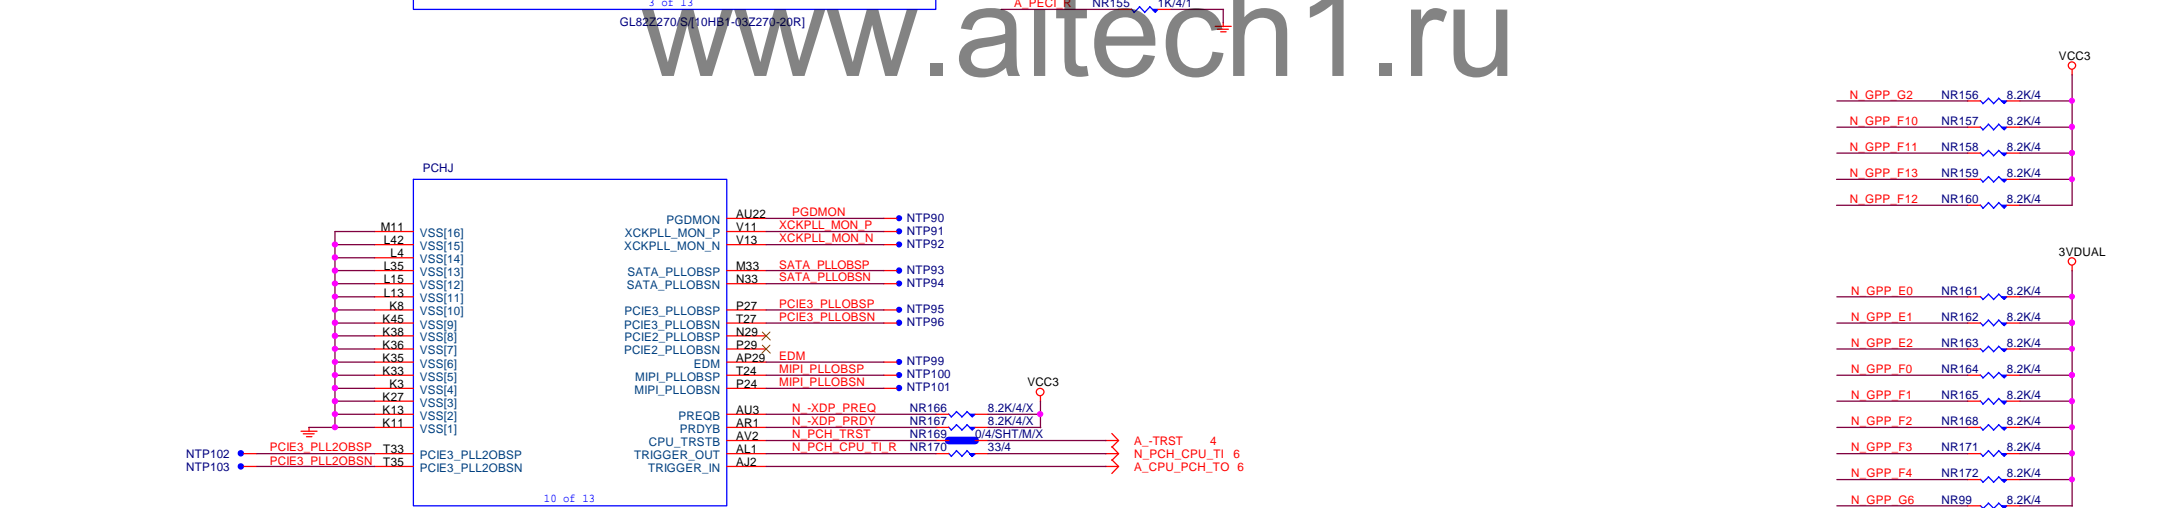 3 of 13
GL82Z270/S/[10HB1-03Z270-20R]
A_PECI_R NR155 1K/4/1
www.aitech1.ru
VCC3
N_GPP_G2 NR156 8.2K/4
N_GPP_F10 NR157 8.2K/4
N_GPP_F11 NR158 8.2K/4
N_GPP_F13 NR159 8.2K/4
N_GPP_F12 NR160 8.2K/4
PCHJ
M11 VSS[16]
L42 VSS[15]
L4 VSS[14]
L35 VSS[13]
L15 VSS[12]
L13 VSS[11]
K8 VSS[10]
K45 VSS[9]
K38 VSS[8]
K36 VSS[7]
K35 VSS[6]
K33 VSS[5]
K3 VSS[4]
K27 VSS[3]
K13 VSS[2]
K11 VSS[1]
NTP102 PCIE3_PLL2OBSP T33 PCIE3_PLL2OBSP
NTP103 PCIE3_PLL2OBSN T35 PCIE3_PLL2OBSN
PGDMON AU22 PGDMON NTP90
XCKPLL_MON_P V11 XCKPLL_MON_P NTP91
XCKPLL_MON_N V13 XCKPLL_MON_N NTP92
SATA_PLLOBSP M33 SATA_PLLOBSP NTP93
SATA_PLLOBSN N33 SATA_PLLOBSN NTP94
PCIE3_PLLOBSP P27 PCIE3_PLLOBSP NTP95
PCIE3_PLLOBSN T27 PCIE3_PLLOBSN NTP96
PCIE2_PLLOBSP N29
PCIE2_PLLOBSN P29
EDM AP29 EDM NTP99
MIPI_PLLOBSP T24 MIPI_PLLOBSP NTP100
MIPI_PLLOBSN P24 MIPI_PLLOBSN NTP101
VCC3
PREQB AU3 N_-XDP_PREQ NR166 8.2K/4/X
PRDYB AR1 N_-XDP_PRDY NR167 8.2K/4/X
CPU_TRSTB AV2 N_PCH_TRST NR169 0/4/SHT/M/X A_-TRST 4
TRIGGER_OUT AL1 N_PCH_CPU_TI_R NR170 33/4 N_PCH_CPU_TI 6
TRIGGER_IN AJ2 A_CPU_PCH_TO 6
10 of 13
3VDUAL
N_GPP_E0 NR161 8.2K/4
N_GPP_E1 NR162 8.2K/4
N_GPP_E2 NR163 8.2K/4
N_GPP_F0 NR164 8.2K/4
N_GPP_F1 NR165 8.2K/4
N_GPP_F2 NR168 8.2K/4
N_GPP_F3 NR171 8.2K/4
N_GPP_F4 NR172 8.2K/4
N_GPP_G6 NR99 8.2K/4